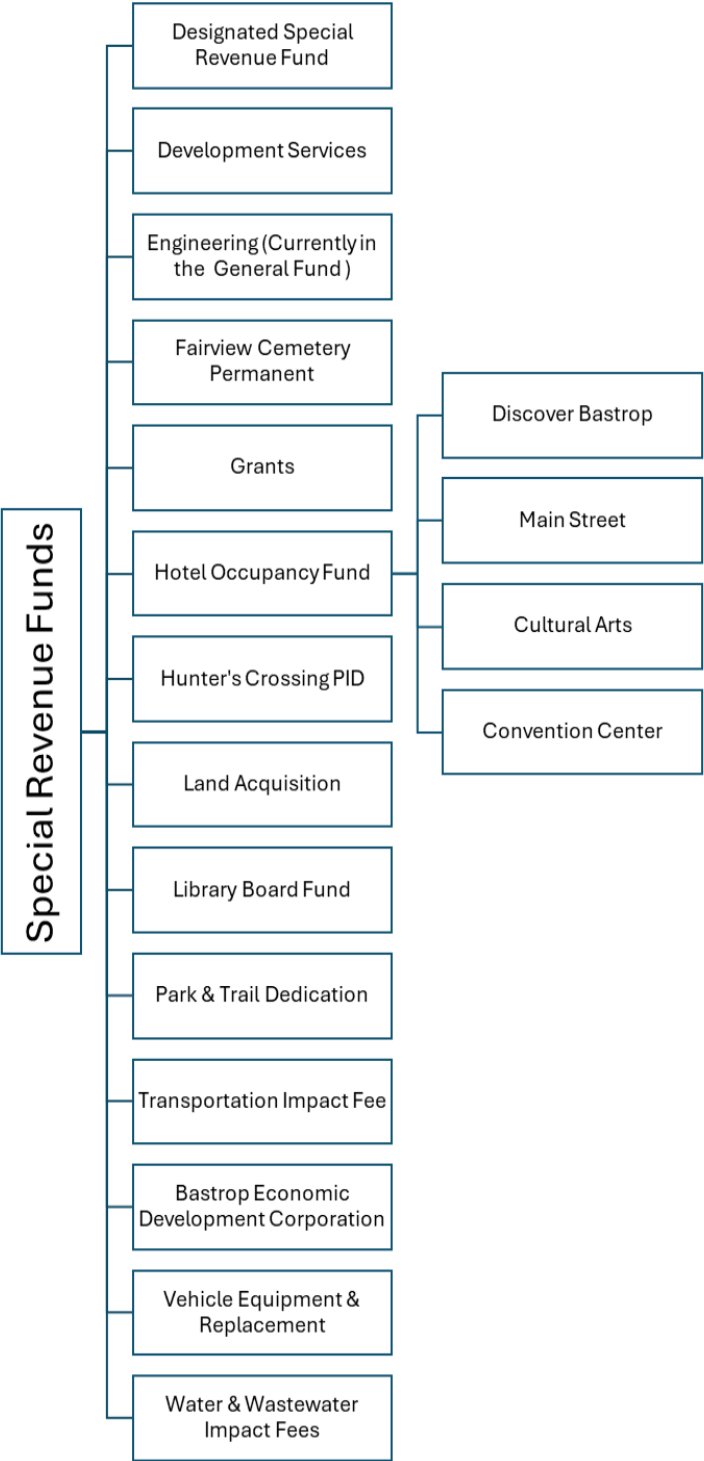 Special Revenue Funds
Designated Special
Revenue Fund
Development Services
Engineering (Currently in
the General Fund )
Fairview Cemetery
Permanent
Grants
Hotel Occupancy Fund
Discover Bastrop
Main Street
Cultural Arts
Convention Center
Hunter's Crossing PID
Land Acquisition
Library Board Fund
Park & Trail Dedication
Transportation Impact Fee
Bastrop Economic
Development Corporation
Vehicle Equipment &
Replacement
Water & Wastewater
Impact Fees